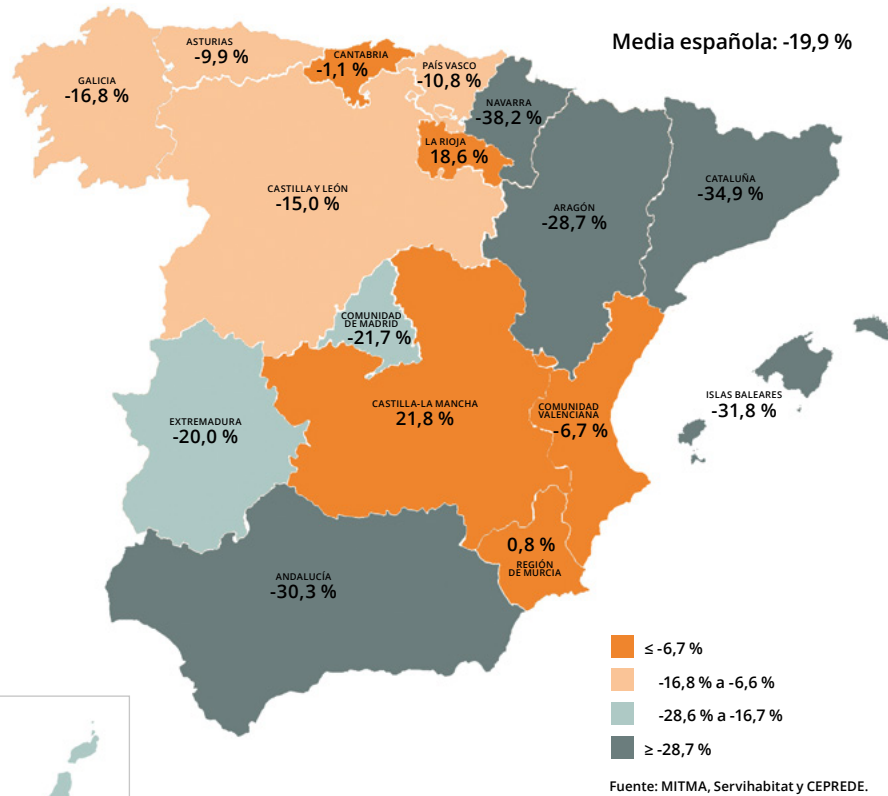 Media española: -19,9 %
ASTURIAS
-9,9 %
CANTABRIA
-1,1 %
PAÍS VASCO
-10,8 %
GALICIA
-16,8 %
NAVARRA
-38,2 %
LA RIOJA
18,6 %
CATALUÑA
-34,9 %
CASTILLA Y LEÓN
-15,0 %
ARAGÓN
-28,7 %
COMUNIDAD
DE MADRID
-21,7 %
ISLAS BALEARES
-31,8 %
CASTILLA-LA MANCHA
21,8 %
COMUNIDAD
VALENCIANA
-6,7 %
EXTREMADURA
-20,0 %
0,8 %
REGIÓN
DE MURCIA
ANDALUCÍA
-30,3 %
≤ -6,7 %
-16,8 % a -6,6 %
-28,6 % a -16,7 %
≥ -28,7 %
Fuente: MITMA, Servihabitat y CEPREDE.